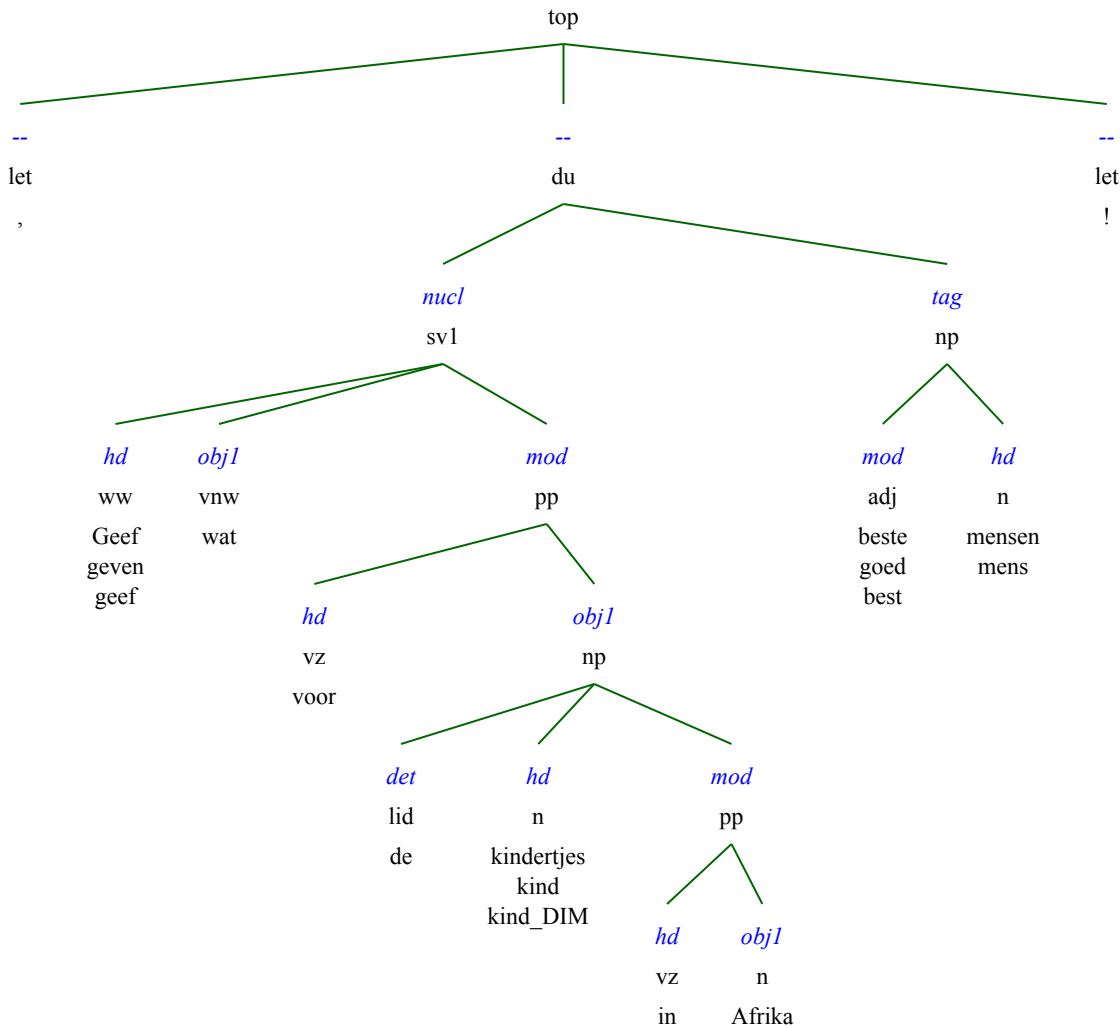 top
-- -- --
let du let
, !
nucl tag
sv1 np
hd obj1 mod mod hd
ww vnw pp adj n
Geef wat beste mensen
geven goed mens
geef best
hd obj1
vz np
voor
det hd mod
lid n pp
de kindertjes
kind
kind_DIM
hd obj1
vz n
in Afrika